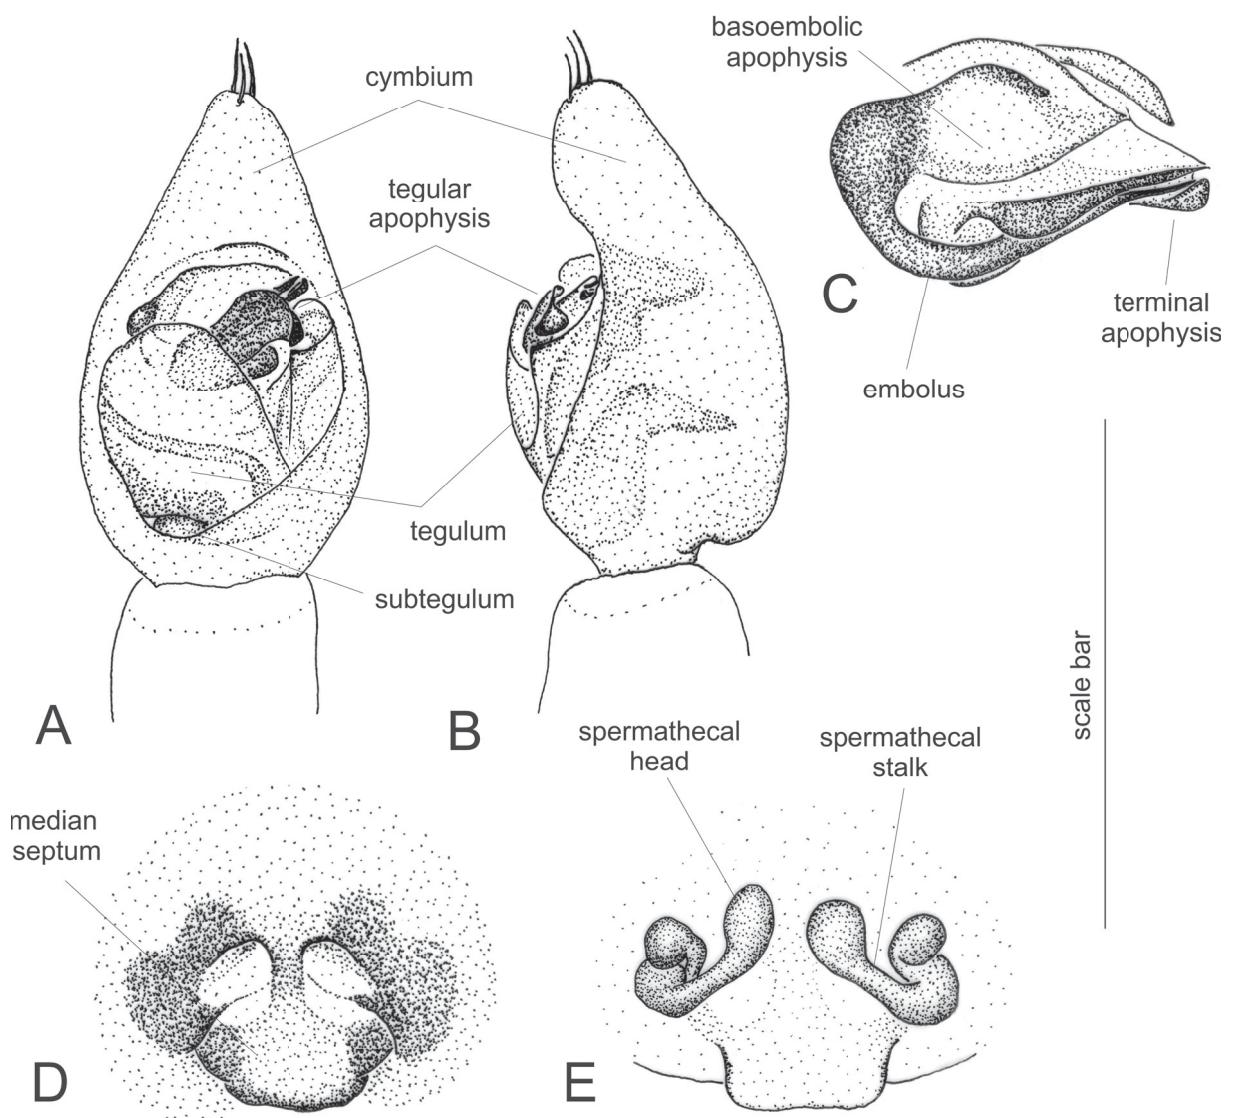 cymbium
tegular
apophysis
tegulum
subtegulum
A
B
basoembolic
apophysis
C
terminal
apophysis
embolus
scale bar
median
septum
D
spermathecal
head
spermathecal
stalk
E